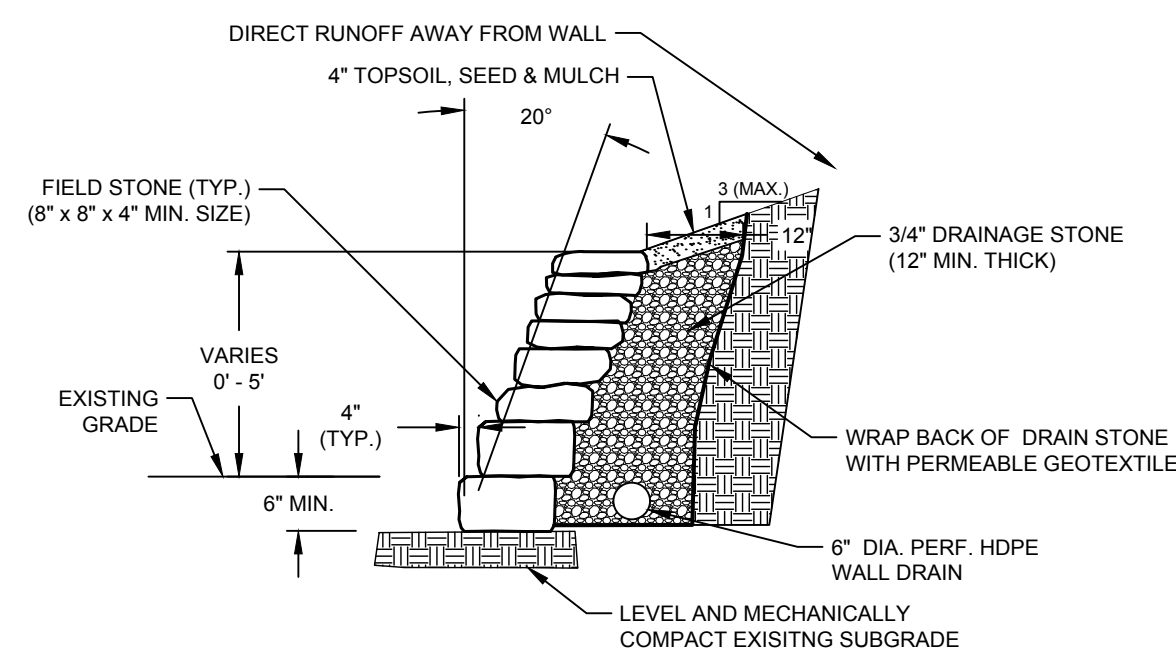 DIRECT RUNOFF AWAY FROM WALL
4" TOPSOIL, SEED & MULCH
20°
FIELD STONE (TYP.)
(8" x 8" x 4" MIN. SIZE)
3 (MAX.)
1
12"
3/4" DRAINAGE STONE
(12" MIN. THICK)
VARIES
0' - 5'
EXISTING
GRADE
4"
(TYP.)
WRAP BACK OF DRAIN STONE
WITH PERMEABLE GEOTEXTILE
6" MIN.
6" DIA. PERF. HDPE
WALL DRAIN
LEVEL AND MECHANICALLY
COMPACT EXISITNG SUBGRADE